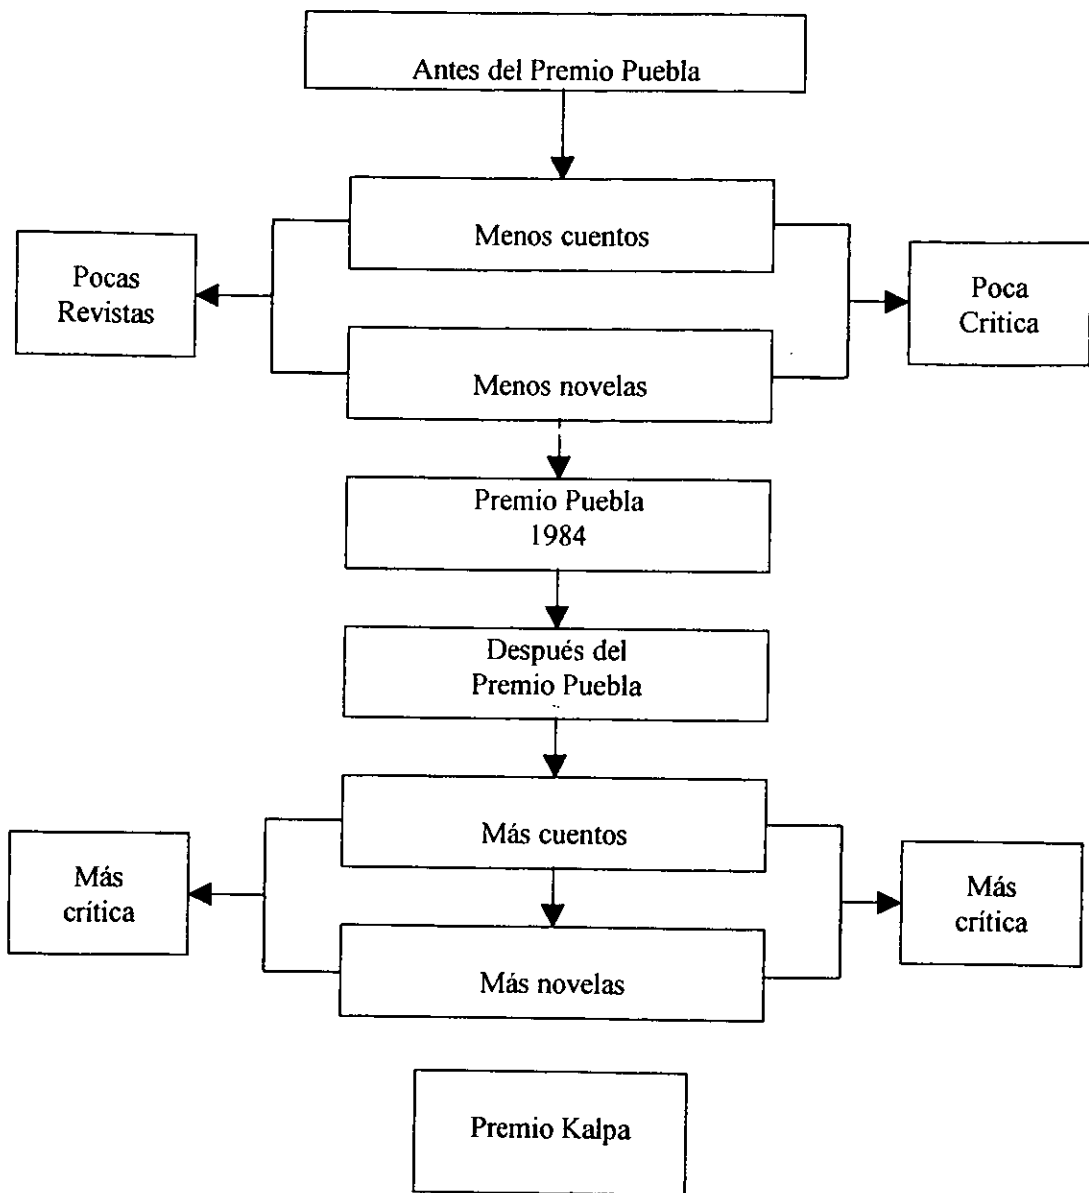 Antes del Premio Puebla
Menos cuentos
Pocas
Revistas
Poca
Critica
Menos novelas
Premio Puebla
1984
Después del
Premio Puebla
Más cuentos
Más
crítica
Más
crítica
Más novelas
Premio Kalpa